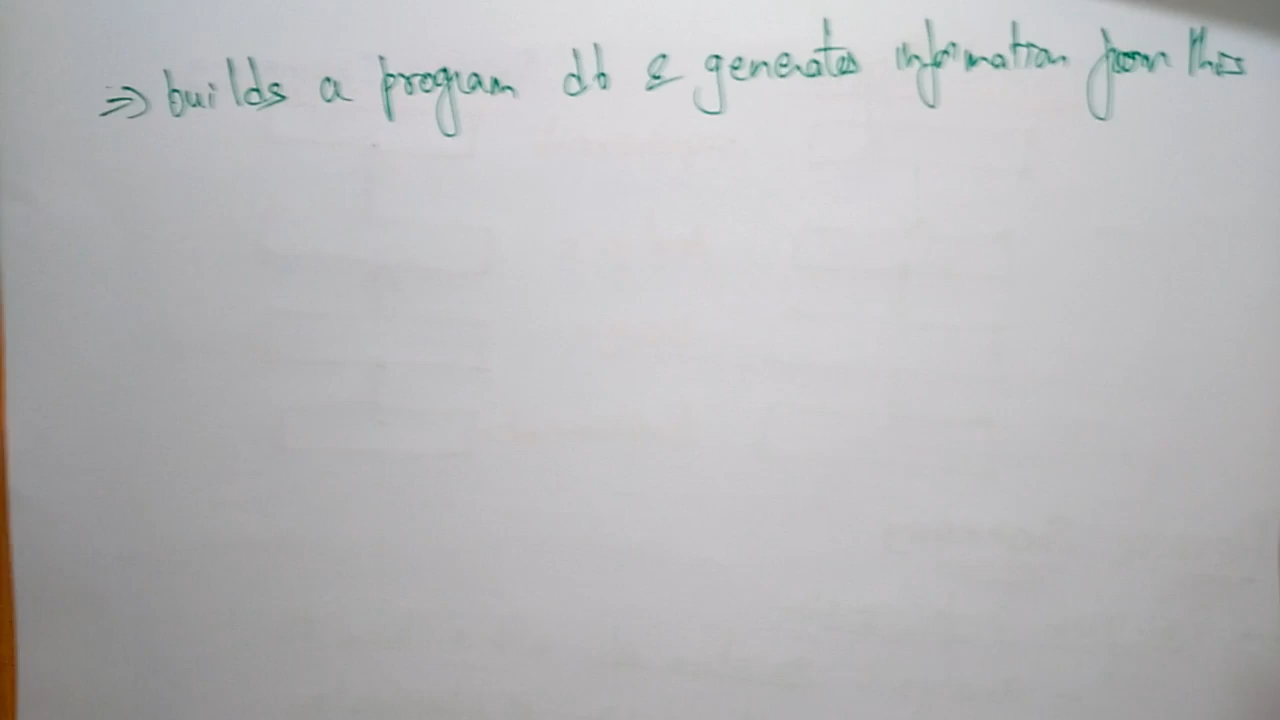 ⇒ builds a program db & generates information from this